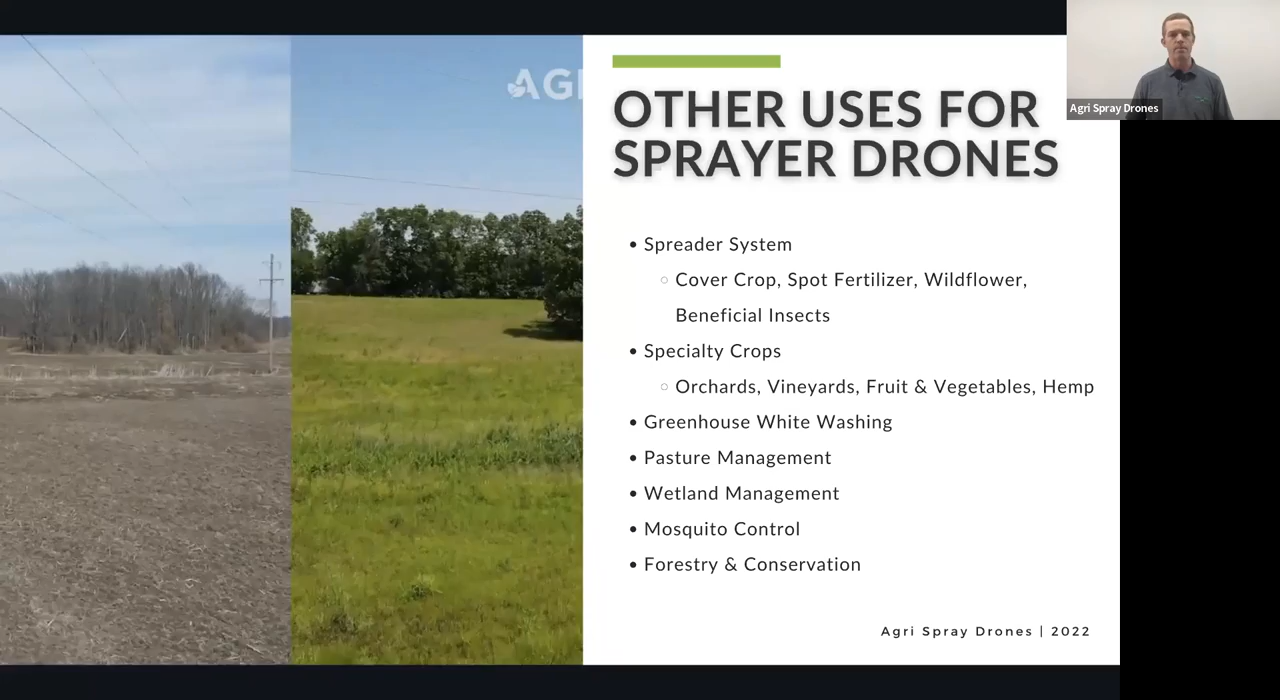 AGI
OTHER USES FOR
SPRAYER DRONES
Agri Spray Drones
• Spreader System
○ Cover Crop, Spot Fertilizer, Wildflower,
Beneficial Insects
• Specialty Crops
○ Orchards, Vineyards, Fruit & Vegetables, Hemp
• Greenhouse White Washing
• Pasture Management
• Wetland Management
• Mosquito Control
• Forestry & Conservation
Agri Spray Drones | 2022